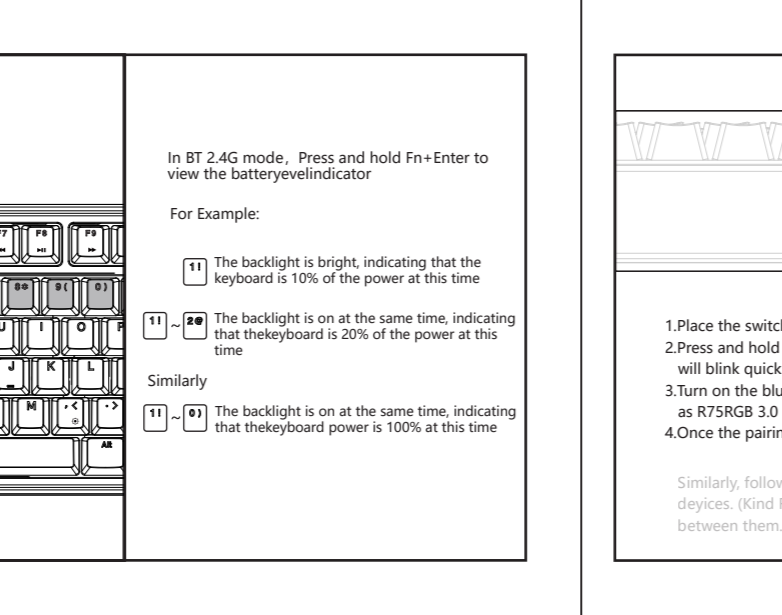 In BT 2.4G mode, Press and hold Fn+Enter to
view the batteryevelindicator
For Example:
1! The backlight is bright, indicating that the
keyboard is 10% of the power at this time
1! ~ 2@ The backlight is on at the same time, indicating
that thekeyboard is 20% of the power at this
time
Similarly
1! ~ 0) The backlight is on at the same time, indicating
that thekeyboard power is 100% at this time
F7 F8 F9
8* 9( 0)
U I O P
J K L
M , < . >
Alt
1.Place the switch
2.Press and hold
will blink quick
3.Turn on the blu
as R75RGB 3.0
4.Once the pairin
Similarly, follow
deyices. (Kind R
between them.